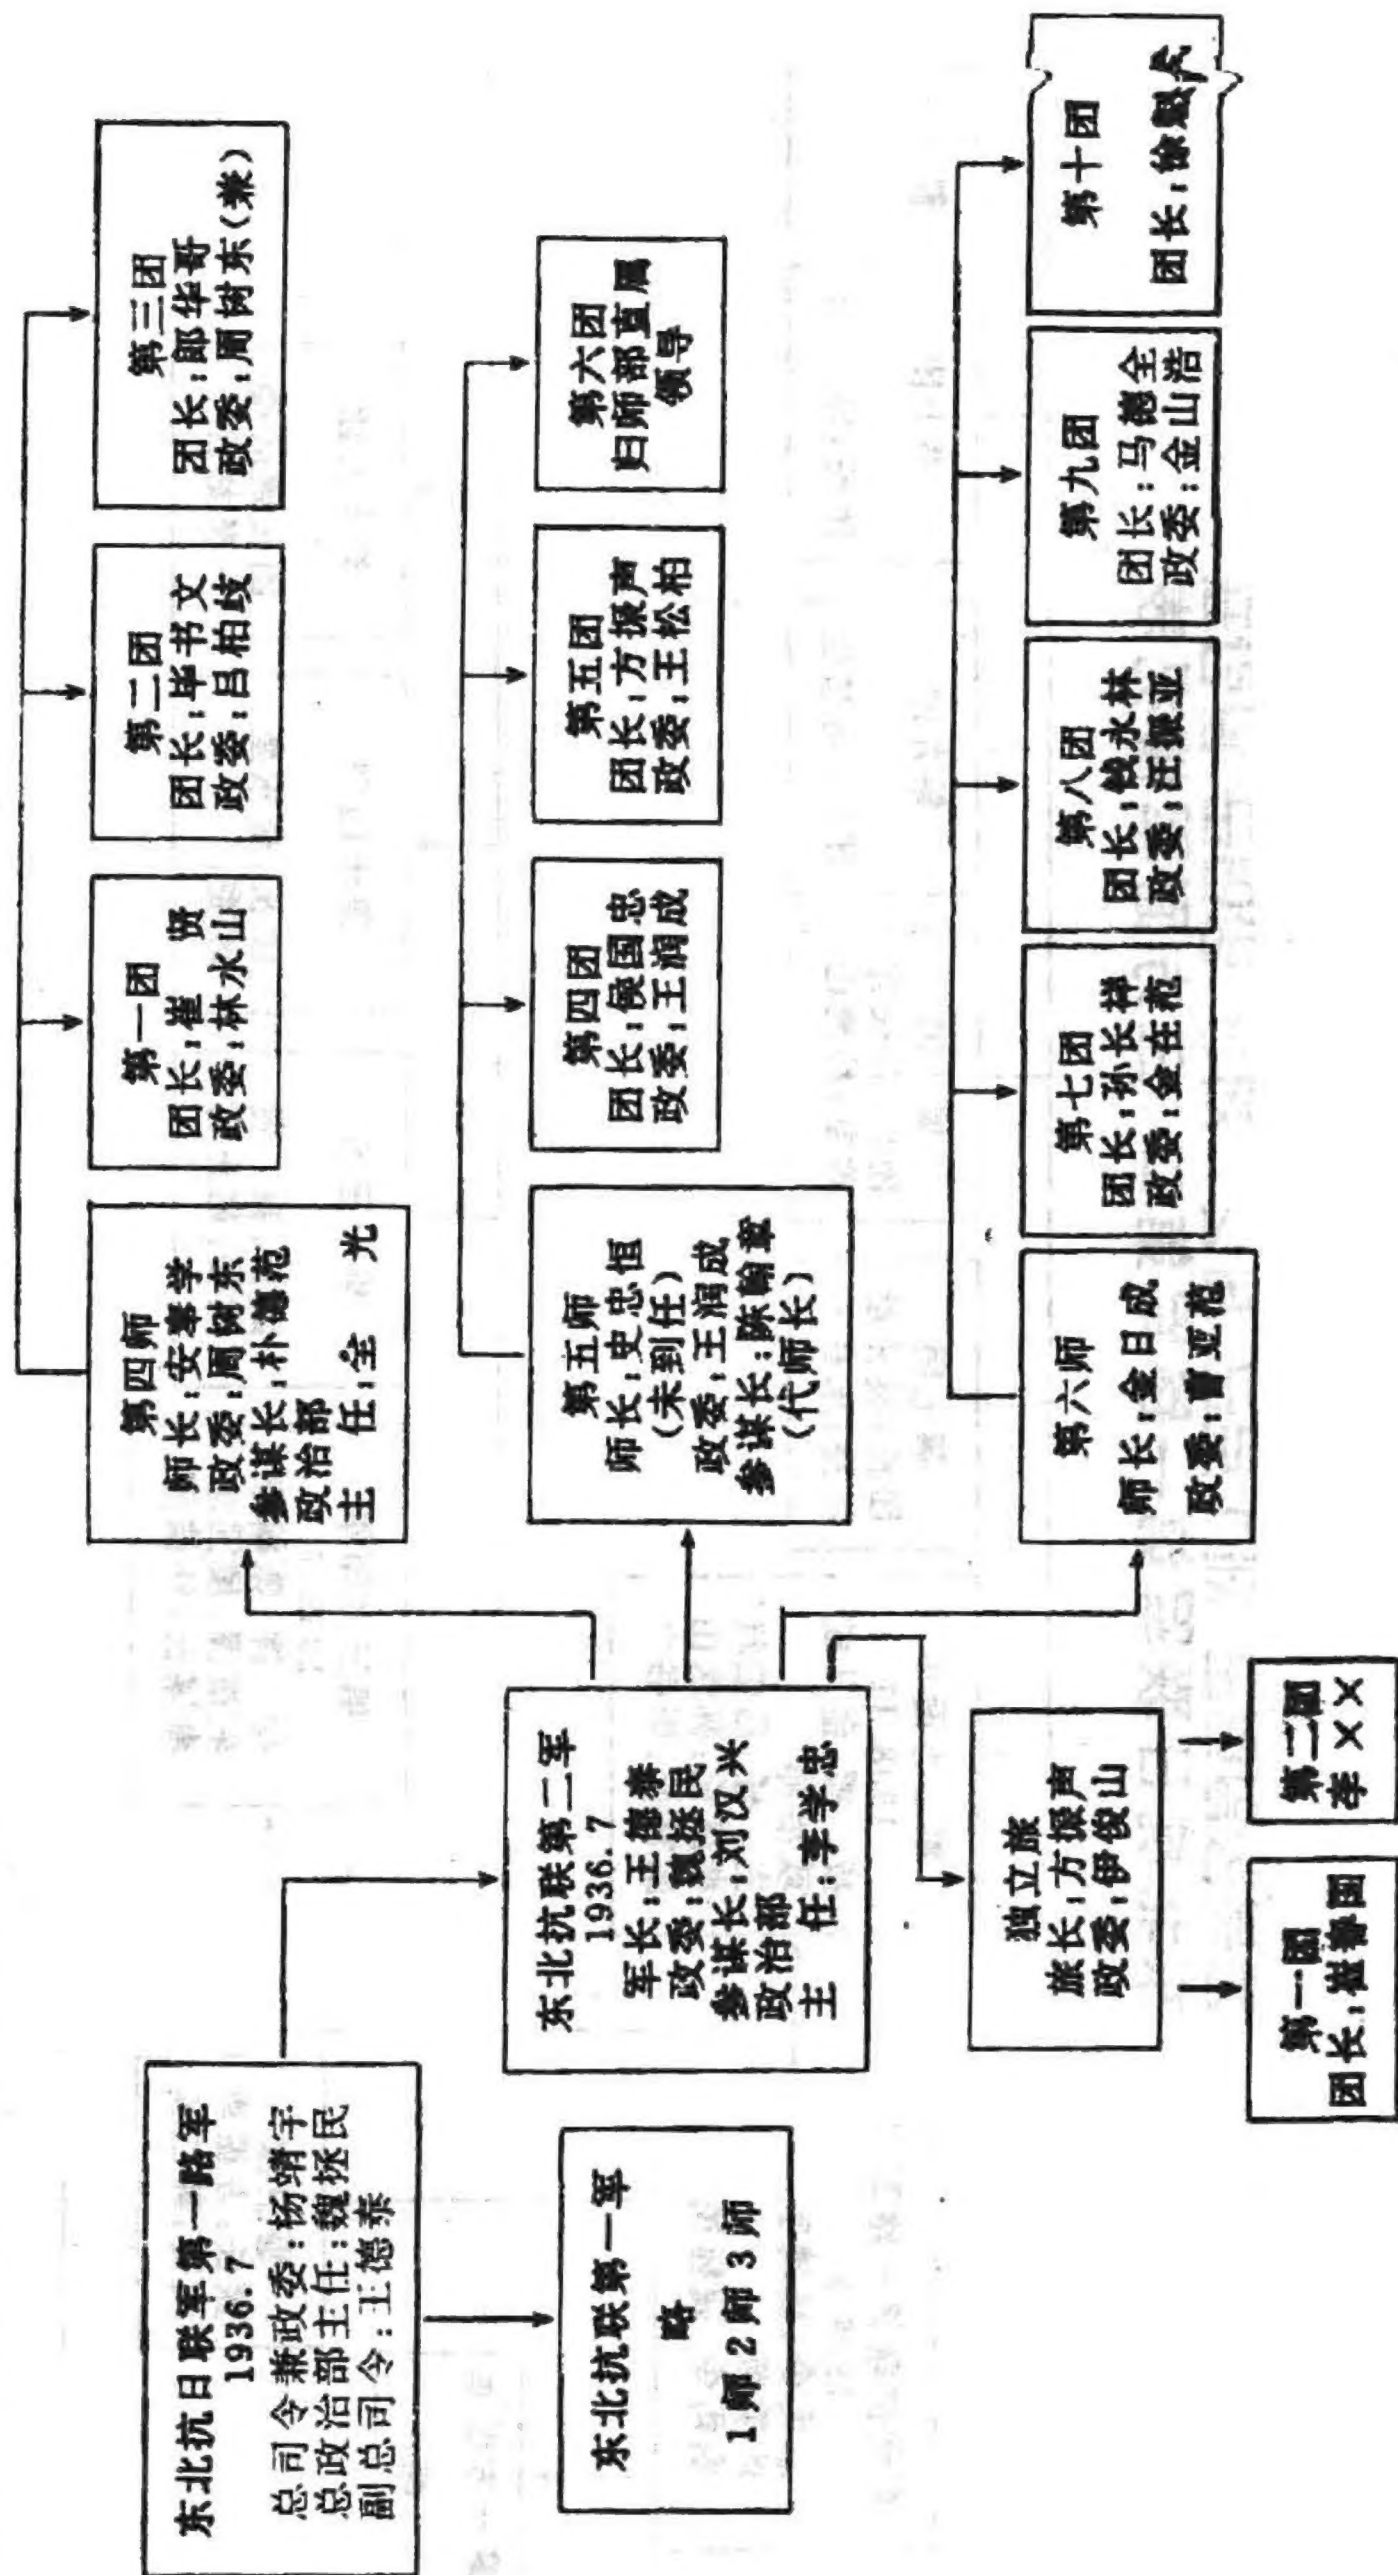 东北抗日联军第一路军
1936.7
总司令兼政委：杨靖宇
总政治部主任：魏拯民
副总司令：王德泰
东北抗联第一军
略
1师2师3师
东北抗联第二军
1936.7
军长：王德泰
政委：魏拯民
参谋长：刘汉兴
政治部
主　任：李学忠
独立旅
旅长：方振声
政委：伊俊山
第一团
团长：崔春国
第二团
李××
第四师
师长：安奉学
政委：周树东
参谋长：朴德范
政治部
主　任：全　光
第一团
团长：崔　贤
政委：林水山
第二团
团长：毕书文
政委：吕柏歧
第三团
团长：郎华哥
政委：周树东（兼）
第五师
师长：史忠恒
（未到任）
政委：王润成
参谋长：陈翰章
（代师长）
第四团
团长：侯国忠
政委：王润成
第五团
团长：方振声
政委：王松柏
第六团
归师部直属
领导
第六师
师长：金日成
政委：曹亚范
第七团
团长：孙长祥
政委：金在范
第八团
团长：钱永林
政委：汪振亚
第九团
团长：马德全
政委：金山浩
第十团
团长：徐魁